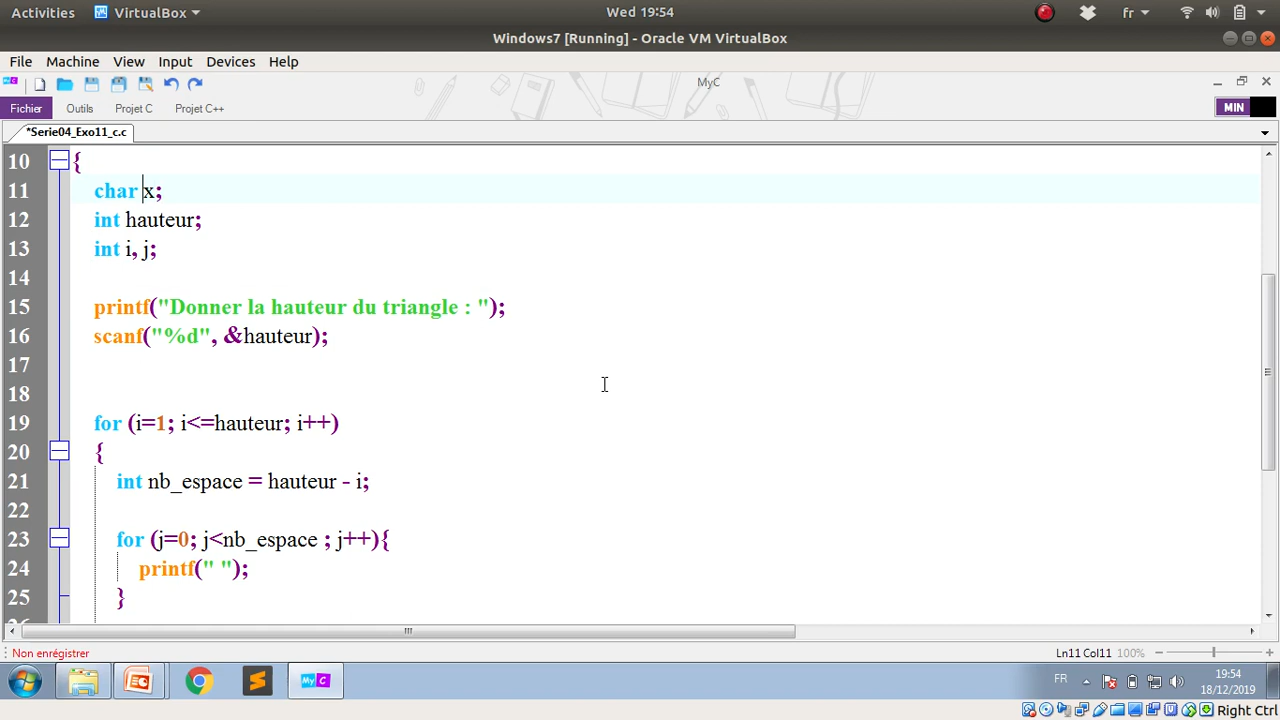 Activities VirtualBox Wed 19:54 fr
Windows7 [Running] - Oracle VM VirtualBox
File Machine View Input Devices Help
MyC
Fichier Outils Projet C Projet C++ MIN
*Serie04_Exo11_c.c
10 {
11 char x;
12 int hauteur;
13 int i, j;
14
15 printf("Donner la hauteur du triangle : ");
16 scanf("%d", &hauteur);
17
18
19 for (i=1; i<=hauteur; i++)
20 {
21 int nb_espace = hauteur - i;
22
23 for (j=0; j<nb_espace ; j++){
24 printf(" ");
25 }
Non enrégistrer Ln11 Col11 100%
My C FR 19:54
18/12/2019
Right Ctrl